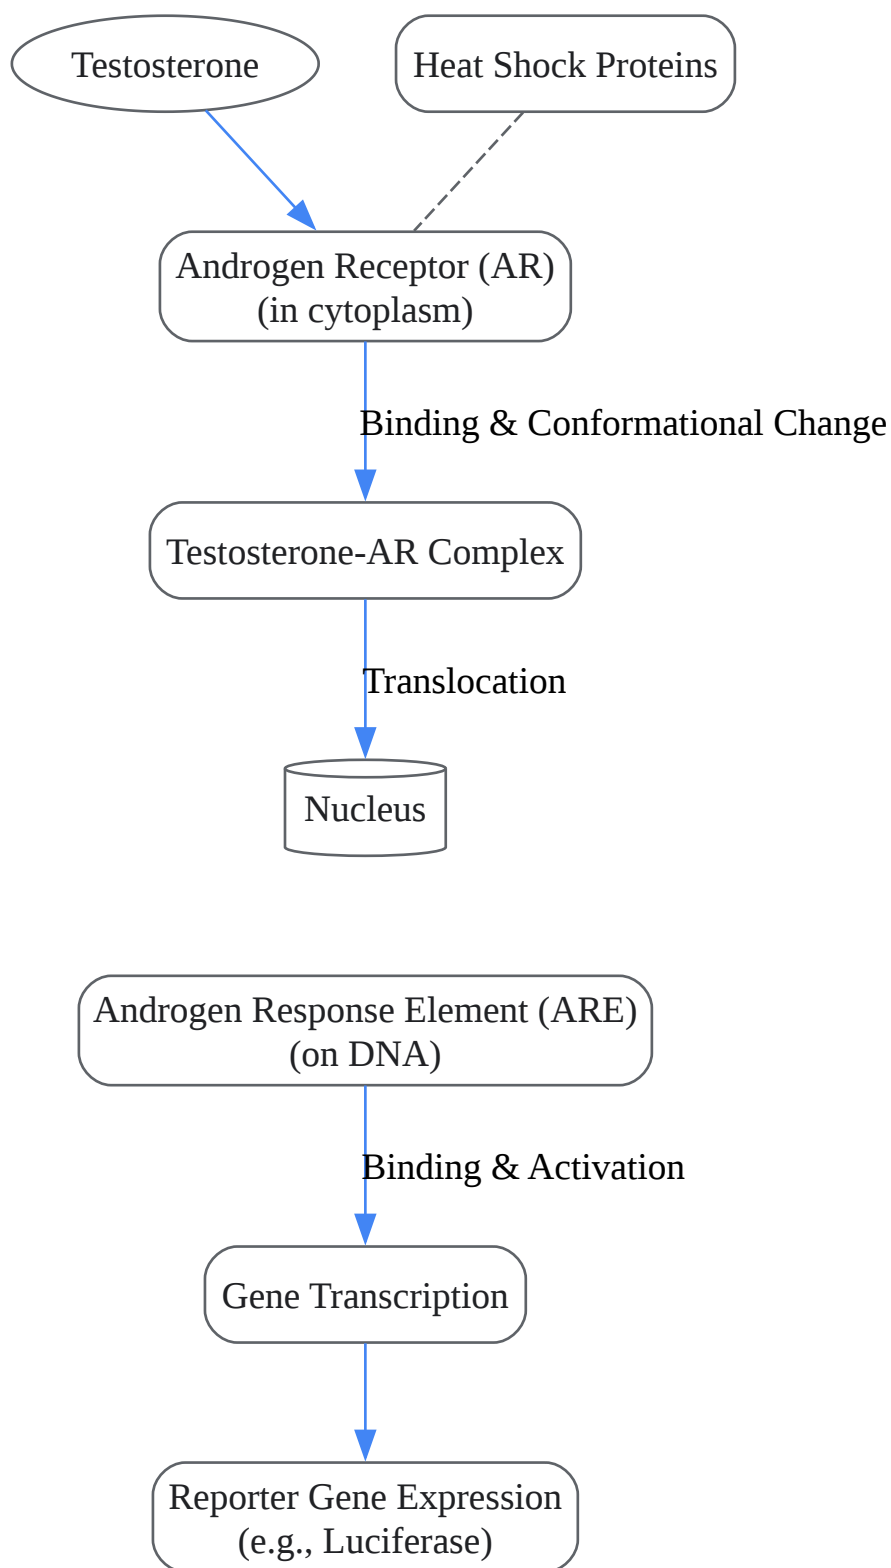 Testosterone
Heat Shock Proteins
Androgen Receptor (AR)
(in cytoplasm)
Binding & Conformational Change
Testosterone-AR Complex
Translocation
Nucleus
Androgen Response Element (ARE)
(on DNA)
Binding & Activation
Gene Transcription
Reporter Gene Expression
(e.g., Luciferase)